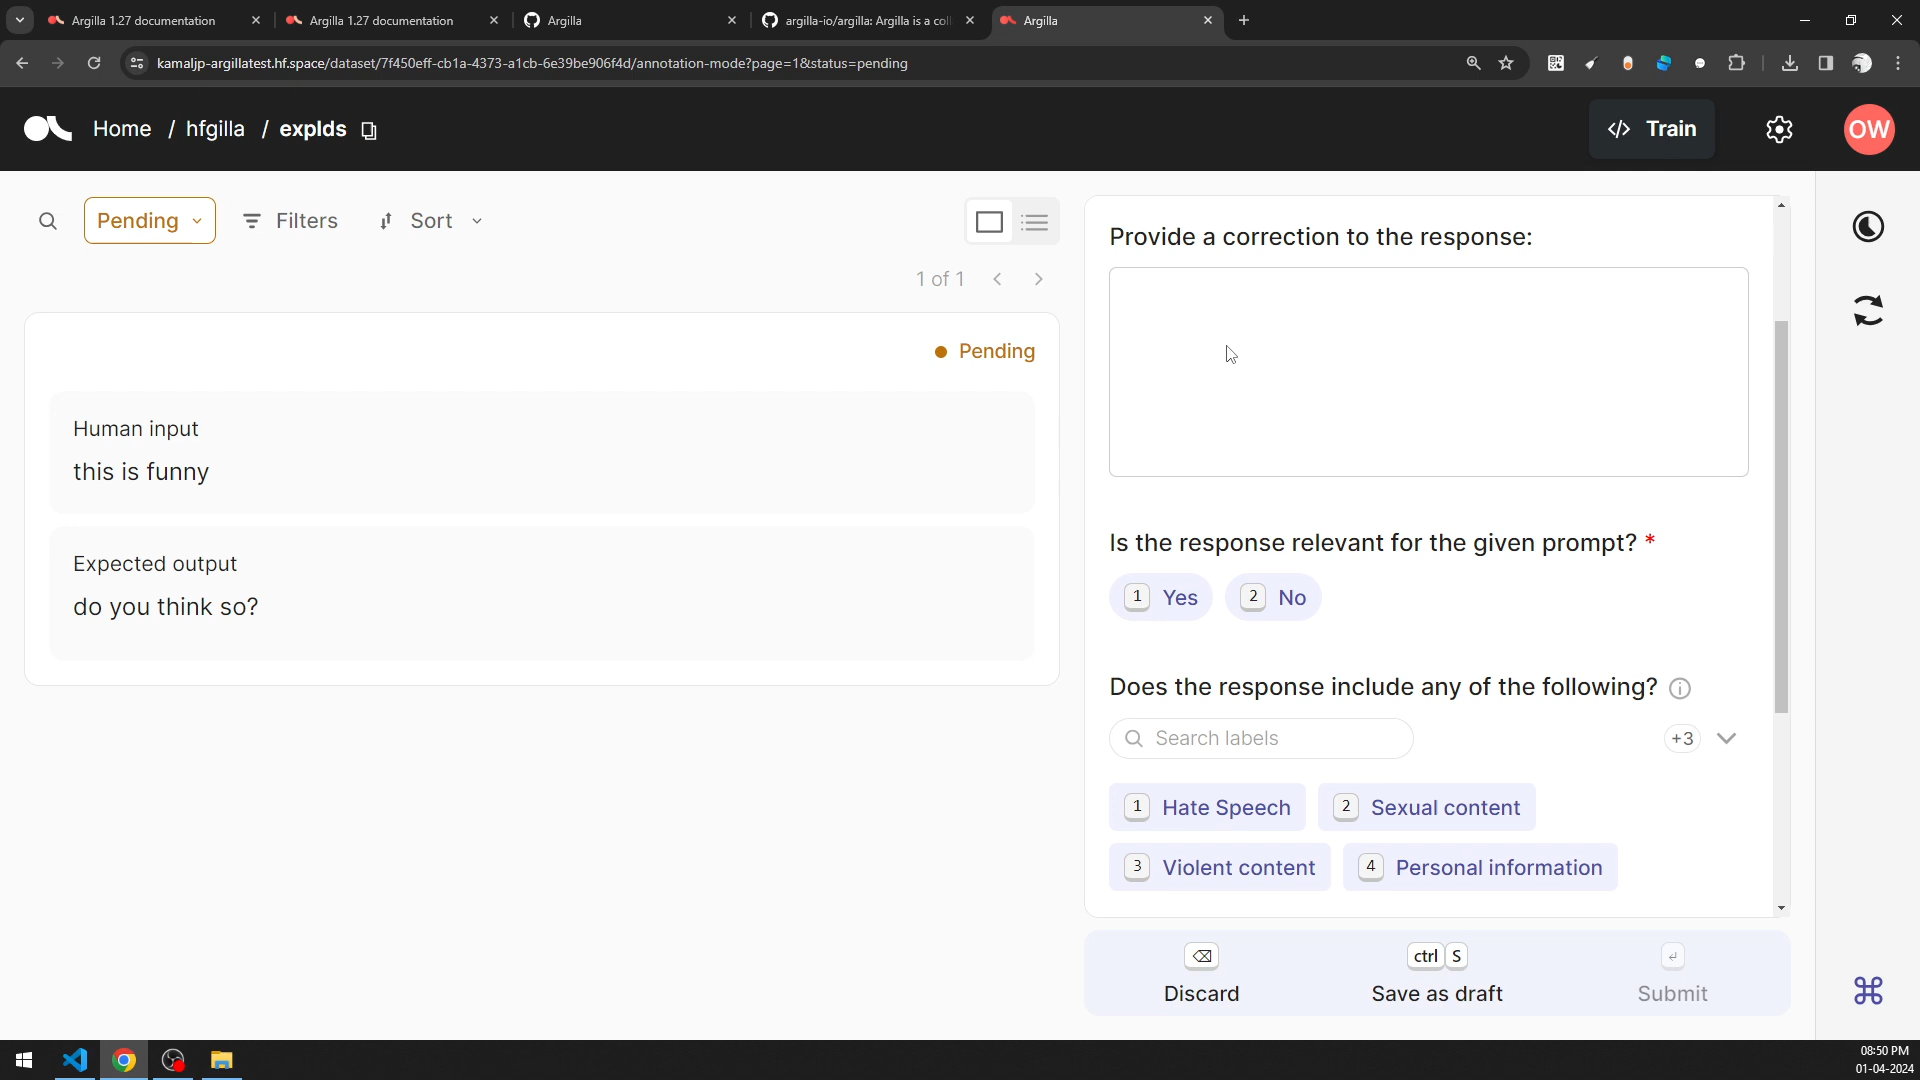 Argilla 1.27 documentation
Argilla 1.27 documentation
Argilla
argilla-io/argilla: Argilla is a coll
Argilla
kamaljp-argillatest.hf.space/dataset/7f450eff-cb1a-4373-a1cb-6e39be906f4d/annotation-mode?page=1&status=pending
Home / hfgilla / explds
Train
OW
Pending
Filters
Sort
1 of 1
Pending
Human input
this is funny
Expected output
do you think so?
Provide a correction to the response:
Is the response relevant for the given prompt? *
1 Yes 2 No
Does the response include any of the following?
Search labels
+3
1 Hate Speech 2 Sexual content
3 Violent content 4 Personal information
ctrl S
Discard Save as draft Submit
08:50 PM
01-04-2024